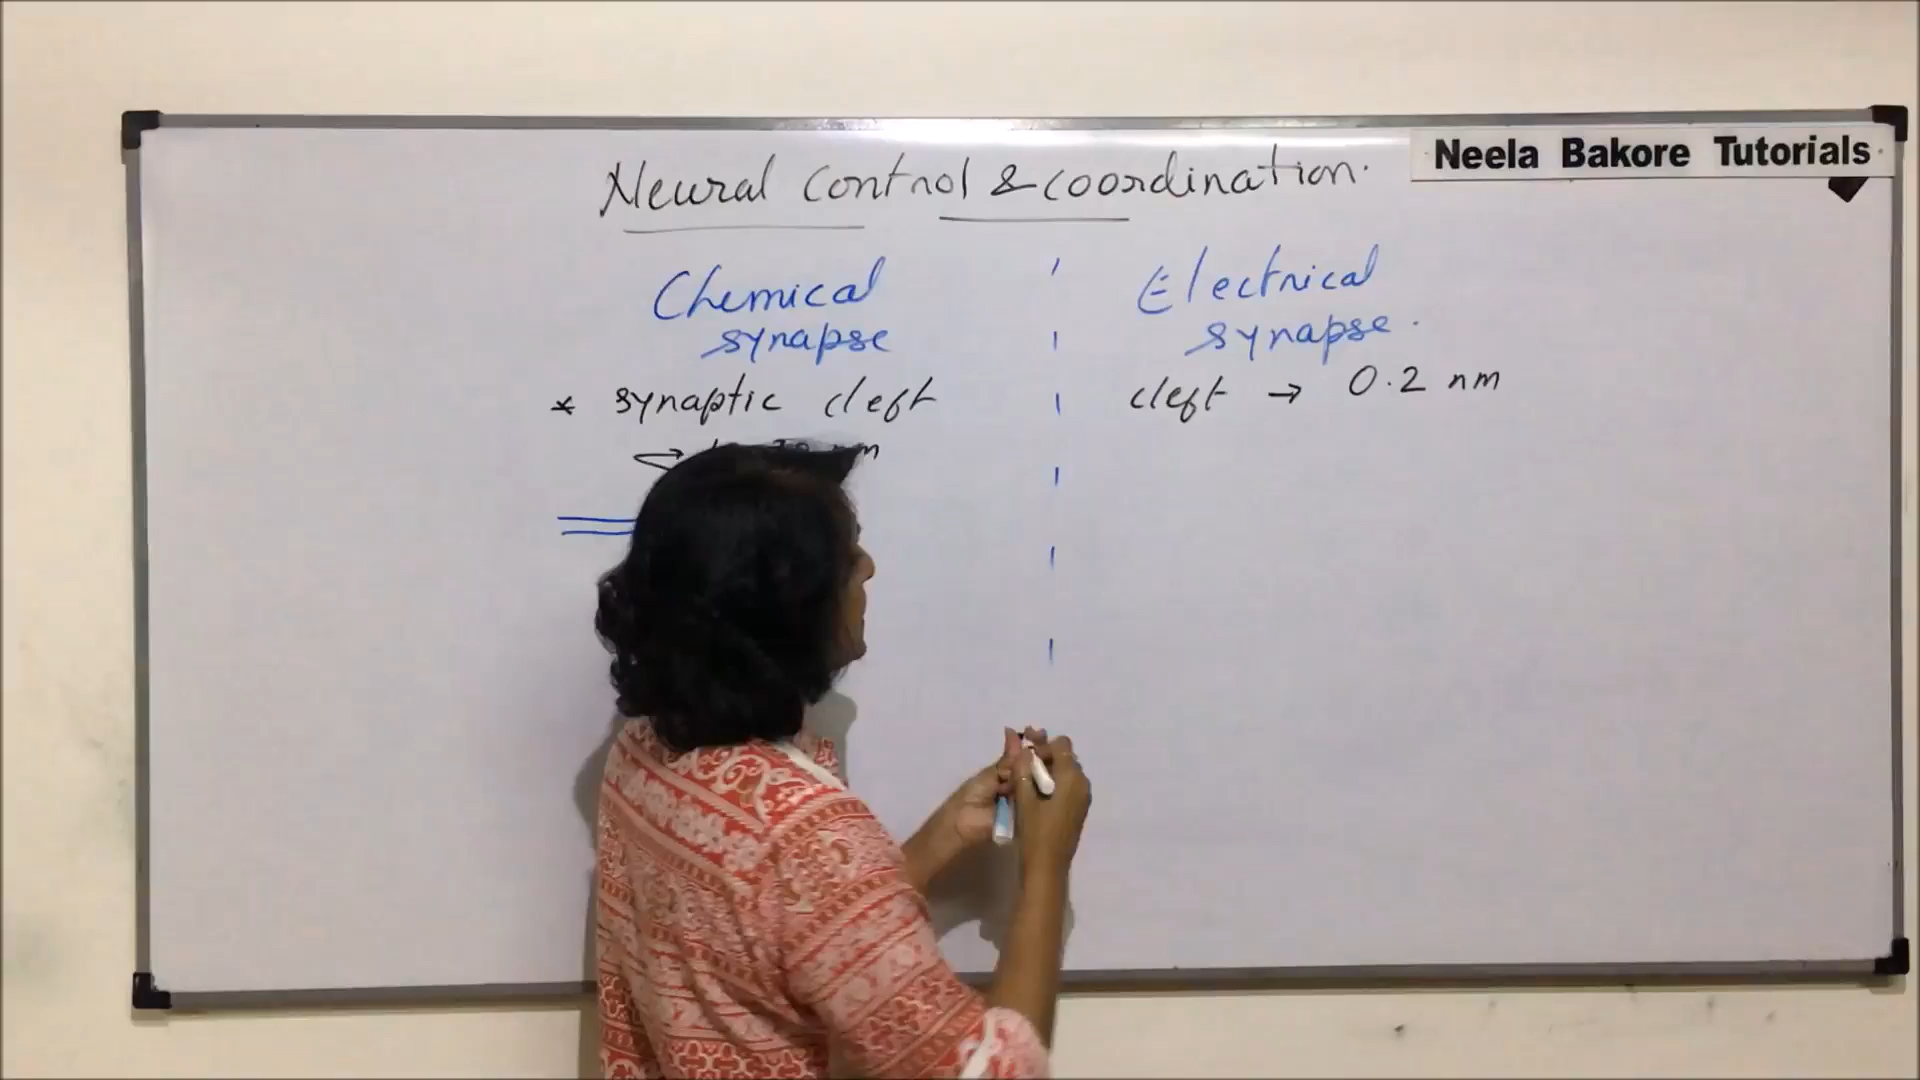 Neela Bakore Tutorials
Neural control & coordination.
Chemical
synapse
* synaptic cleft
Electrical
synapse.
cleft → 0.2 nm